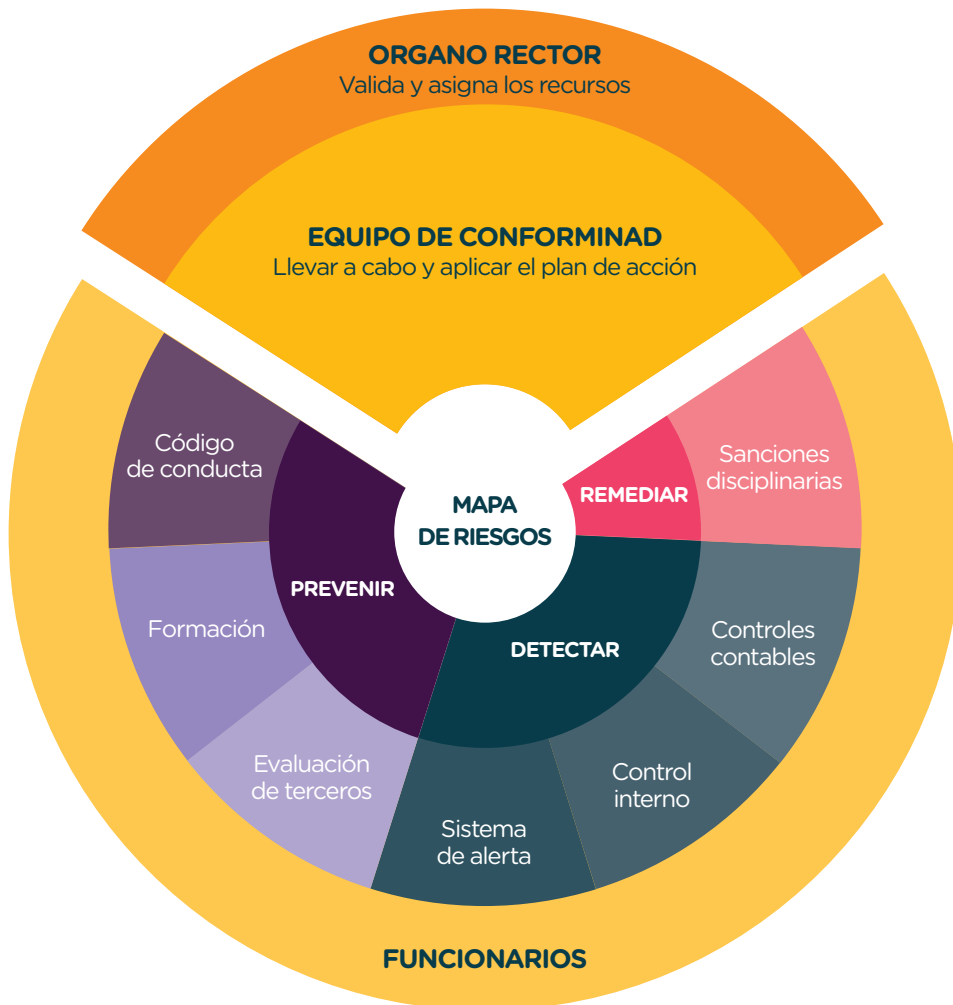 ORGANO RECTOR
Valida y asigna los recursos
EQUIPO DE CONFORMINAD
Llevar a cabo y aplicar el plan de acción
MAPA
DE RIESGOS
PREVENIR
Código
de conducta
Formación
Evaluación
de terceros
DETECTAR
Sistema
de alerta
Control
interno
Controles
contables
REMEDIAR
Sanciones
disciplinarias
FUNCIONARIOS